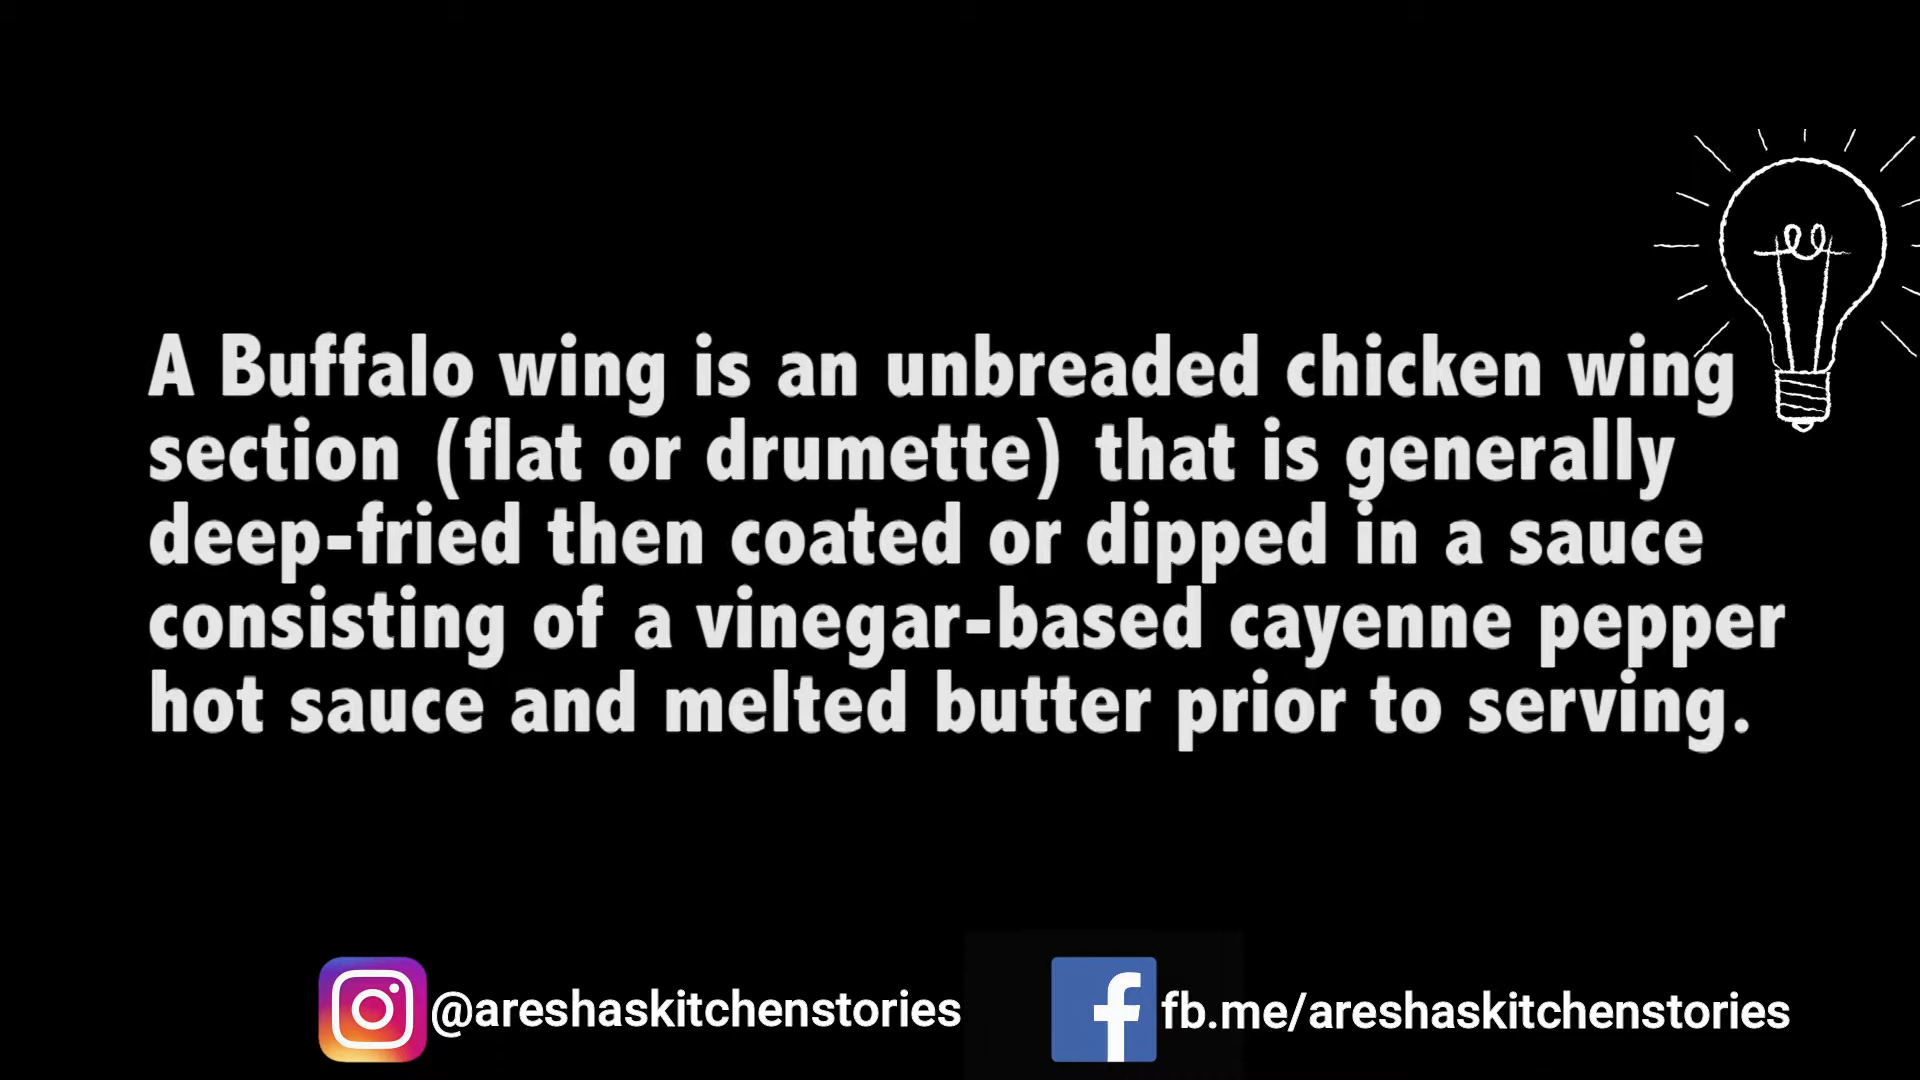 A Buffalo wing is an unbreaded chicken wing
section (flat or drumette) that is generally
deep-fried then coated or dipped in a sauce
consisting of a vinegar-based cayenne pepper
hot sauce and melted butter prior to serving.
@areshaskitchenstories
fb.me/areshaskitchenstories